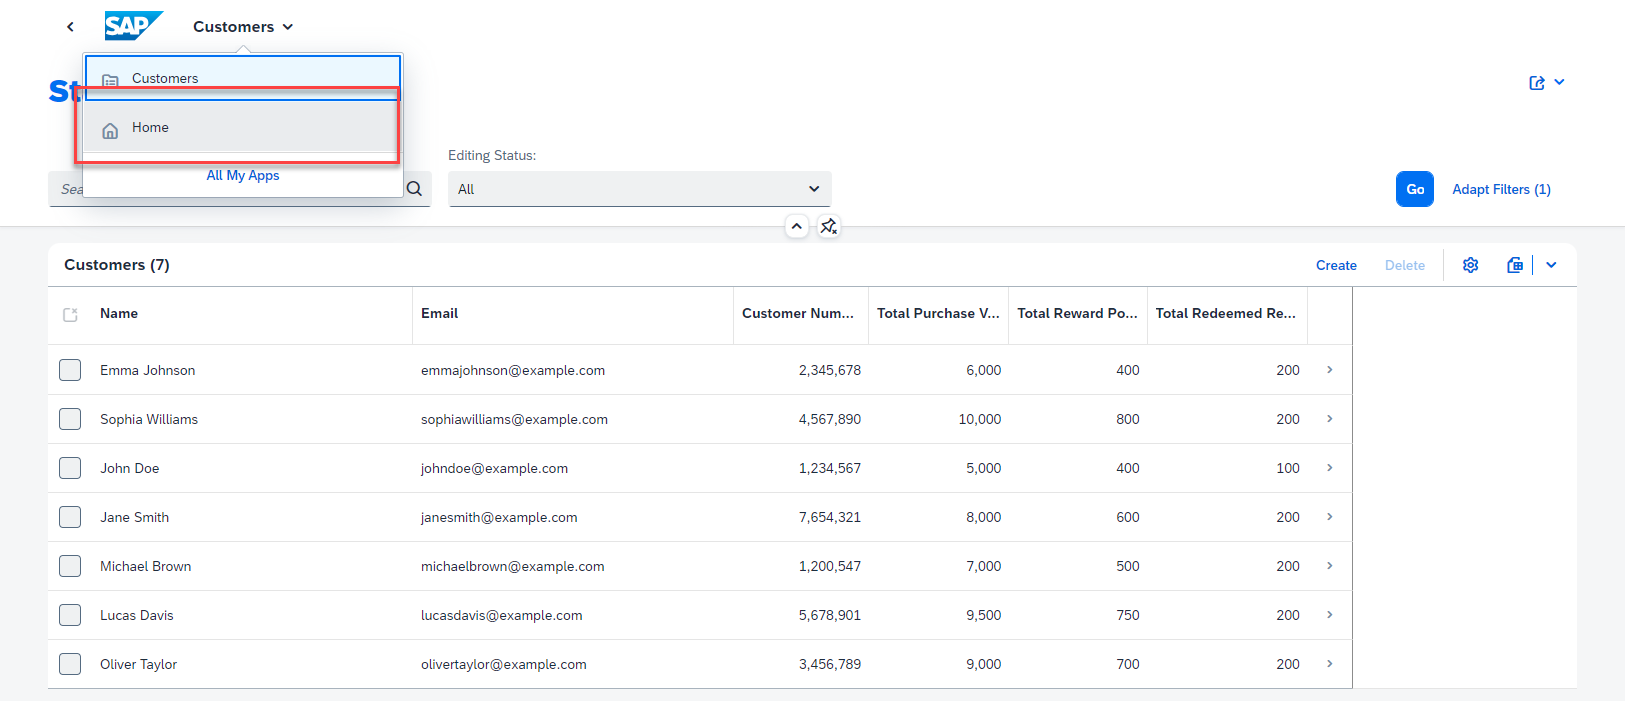 SAP Customers
Customers
St
Home
Editing Status:
All My Apps
Sea
All
Go Adapt Filters (1)
Customers (7) Create Delete
Name Email Customer Num... Total Purchase V... Total Reward Po... Total Redeemed Re...
Emma Johnson emmajohnson@example.com 2,345,678 6,000 400 200
Sophia Williams sophiawilliams@example.com 4,567,890 10,000 800 200
John Doe johndoe@example.com 1,234,567 5,000 400 100
Jane Smith janesmith@example.com 7,654,321 8,000 600 200
Michael Brown michaelbrown@example.com 1,200,547 7,000 500 200
Lucas Davis lucasdavis@example.com 5,678,901 9,500 750 200
Oliver Taylor olivertaylor@example.com 3,456,789 9,000 700 200